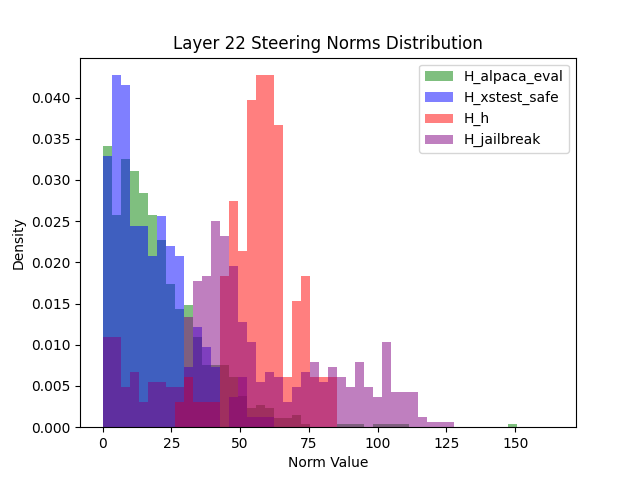 Layer 22 Steering Norms Distribution
H_alpaca_eval
H_xstest_safe
H_h
H_jailbreak
0.040
0.035
0.030
0.025
0.020
0.015
0.010
0.005
0.000
Density
0 25 50 75 100 125 150
Norm Value